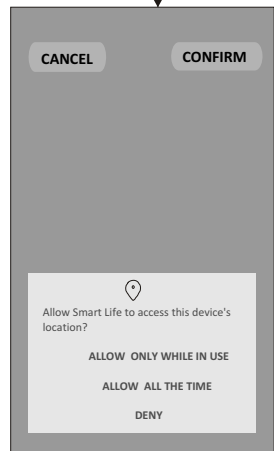 CANCEL
CONFIRM
Allow Smart Life to access this device's
location?
ALLOW ONLY WHILE IN USE
ALLOW ALL THE TIME
DENY